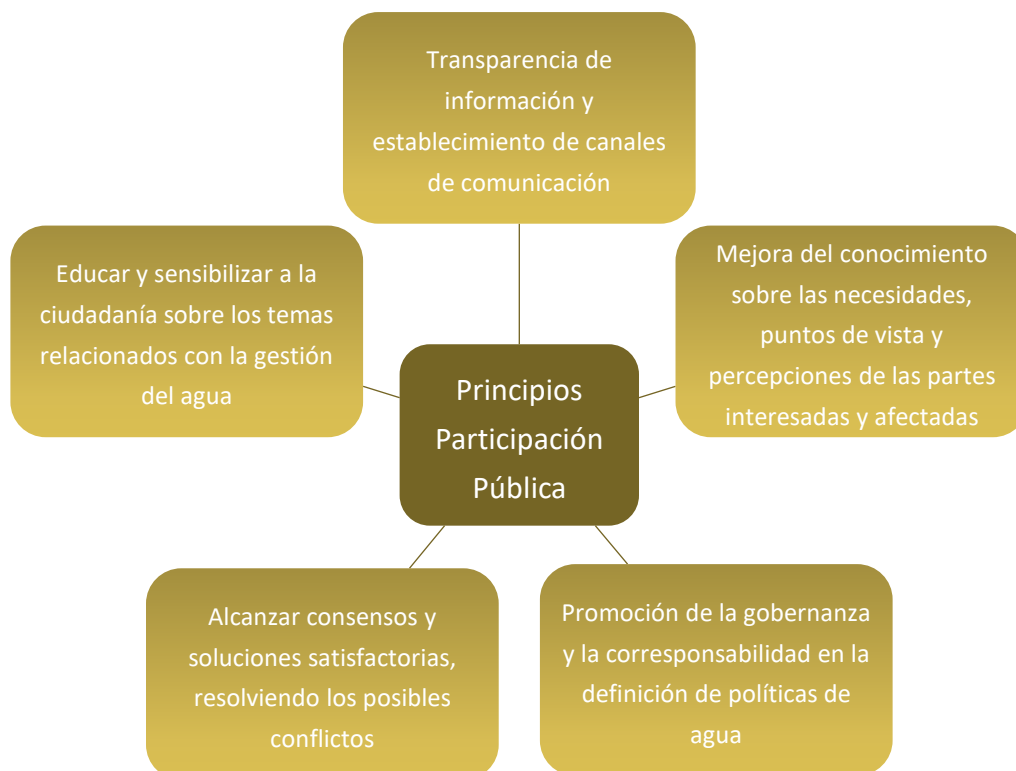 Transparencia de
información y
establecimiento de canales
de comunicación
Mejora del conocimiento
sobre las necesidades,
puntos de vista y
percepciones de las partes
interesadas y afectadas
Promoción de la gobernanza
y la corresponsabilidad en la
definición de políticas de
agua
Alcanzar consensos y
soluciones satisfactorias,
resolviendo los posibles
conflictos
Educar y sensibilizar a la
ciudadanía sobre los temas
relacionados con la gestión
del agua
Principios
Participación
Pública